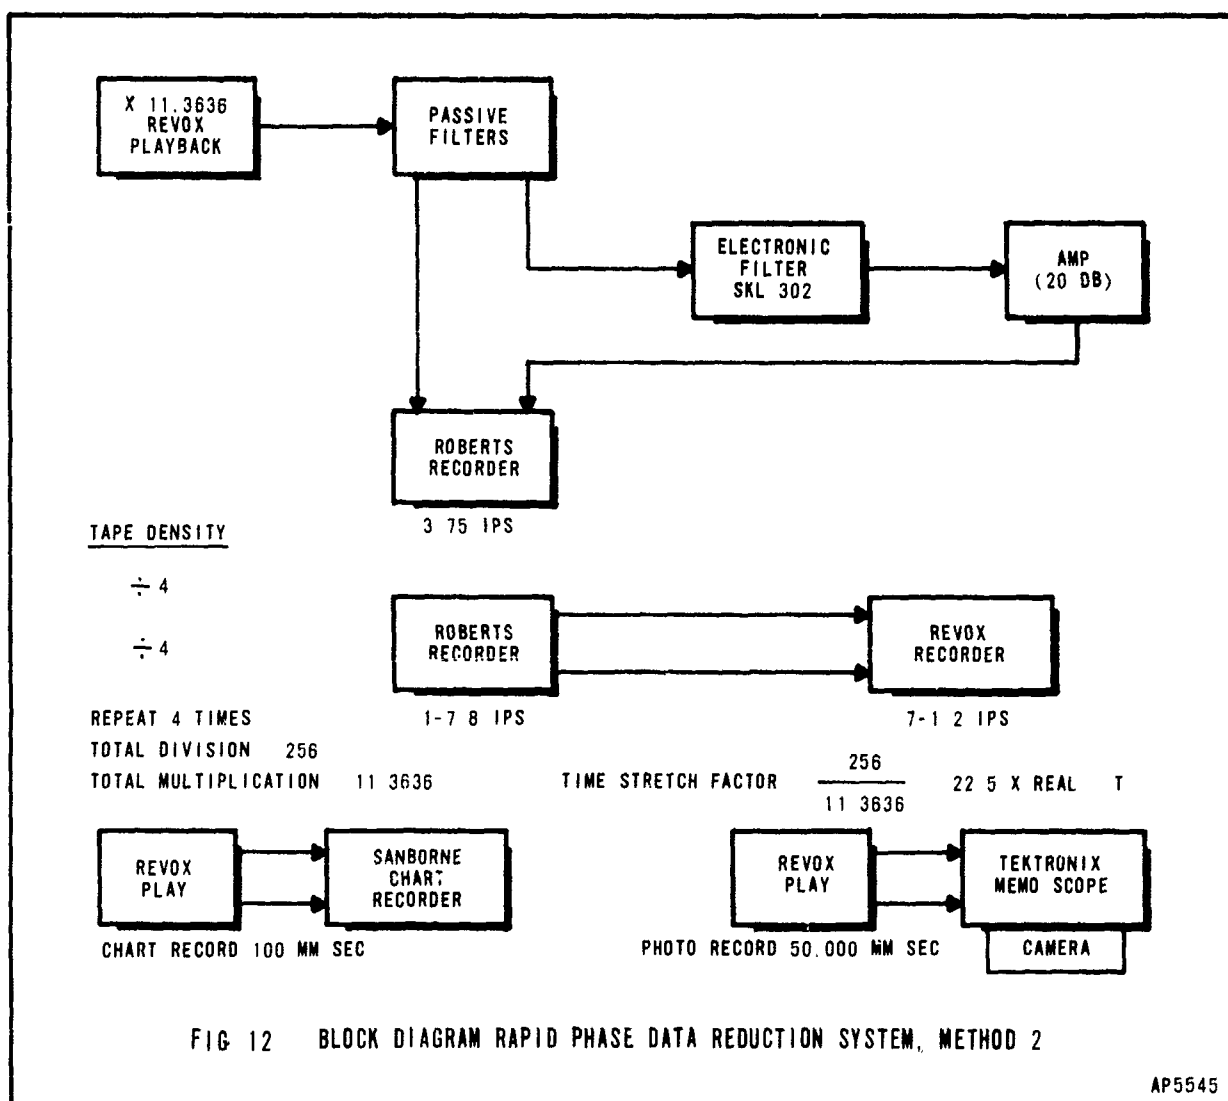 X 11.3636
REVOX
PLAYBACK
PASSIVE
FILTERS
ELECTRONIC
FILTER
SKL 302
AMP
(20 DB)
ROBERTS
RECORDER
3 75 IPS
TAPE DENSITY
÷ 4
÷ 4
ROBERTS
RECORDER
REVOX
RECORDER
1-7 8 IPS
7-1 2 IPS
REPEAT 4 TIMES
TOTAL DIVISION 256
TOTAL MULTIPLICATION 11 3636
TIME STRETCH FACTOR
256
11 3636
22 5 X REAL T
REVOX
PLAY
SANBORNE
CHART
RECORDER
CHART RECORD 100 MM SEC
REVOX
PLAY
TEKTRONIX
MEMO SCOPE
CAMERA
PHOTO RECORD 50.000 MM SEC
FIG 12 BLOCK DIAGRAM RAPID PHASE DATA REDUCTION SYSTEM, METHOD 2
AP5545